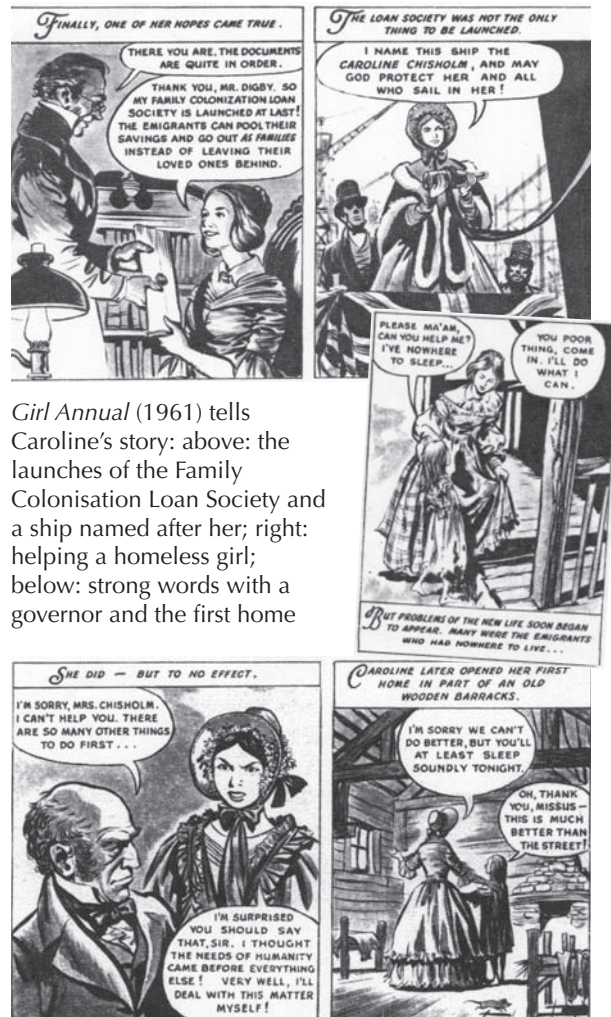 FINALLY, ONE OF HER HOPES CAME TRUE.
THERE YOU ARE, THE DOCUMENTS
ARE QUITE IN ORDER.
THANK YOU, MR. DIGBY. SO
MY FAMILY COLONIZATION LOAN
SOCIETY IS LAUNCHED AT LAST!
THE EMIGRANTS CAN POOL THEIR
SAVINGS AND GO OUT AS FAMILIES
INSTEAD OF LEAVING THEIR
LOVED ONES BEHIND.
THE LOAN SOCIETY WAS NOT THE ONLY
THING TO BE LAUNCHED.
I NAME THIS SHIP THE
CAROLINE CHISHOLM, AND MAY
GOD PROTECT HER AND ALL
WHO SAIL IN HER!
PLEASE MA'AM,
CAN YOU HELP ME?
I'VE NOWHERE
TO SLEEP...
YOU POOR
THING, COME
IN. I'LL DO
WHAT I
CAN.
BUT PROBLEMS OF THE NEW LIFE SOON BEGAN
TO APPEAR. MANY WERE THE EMIGRANTS
WHO HAD NOWHERE TO LIVE...
Girl Annual (1961) tells
Caroline's story: above: the
launches of the Family
Colonisation Loan Society and
a ship named after her; right:
helping a homeless girl;
below: strong words with a
governor and the first home
SHE DID — BUT TO NO EFFECT.
I'M SORRY, MRS. CHISHOLM.
I CAN'T HELP YOU. THERE
ARE SO MANY OTHER THINGS
TO DO FIRST...
I'M SURPRISED
YOU SHOULD SAY
THAT, SIR. I THOUGHT
THE NEEDS OF HUMANITY
CAME BEFORE EVERYTHING
ELSE! VERY WELL, I'LL
DEAL WITH THIS MATTER
MYSELF!
CAROLINE LATER OPENED HER FIRST
HOME IN PART OF AN OLD
WOODEN BARRACKS.
I'M SORRY WE CAN'T
DO BETTER, BUT YOU'LL
AT LEAST SLEEP
SOUNDLY TONIGHT.
OH, THANK
YOU, MISSUS—
THIS IS MUCH
BETTER THAN
THE STREET!